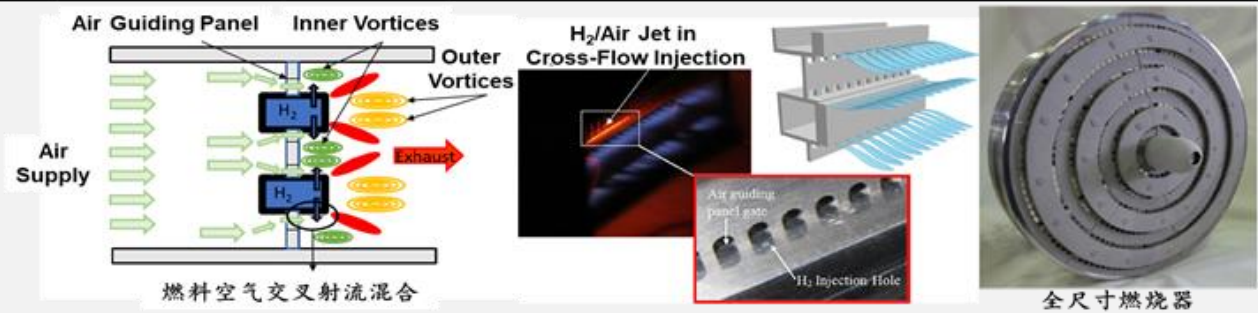 Air Guiding Panel
Inner Vortices
Outer
Vortices
H₂
H₂
Air
Supply
Exhaust
燃料空气交叉射流混合
H₂/Air Jet in
Cross-Flow Injection
Air guiding
panel gate
H₂ Injection Hole
全尺寸燃烧器